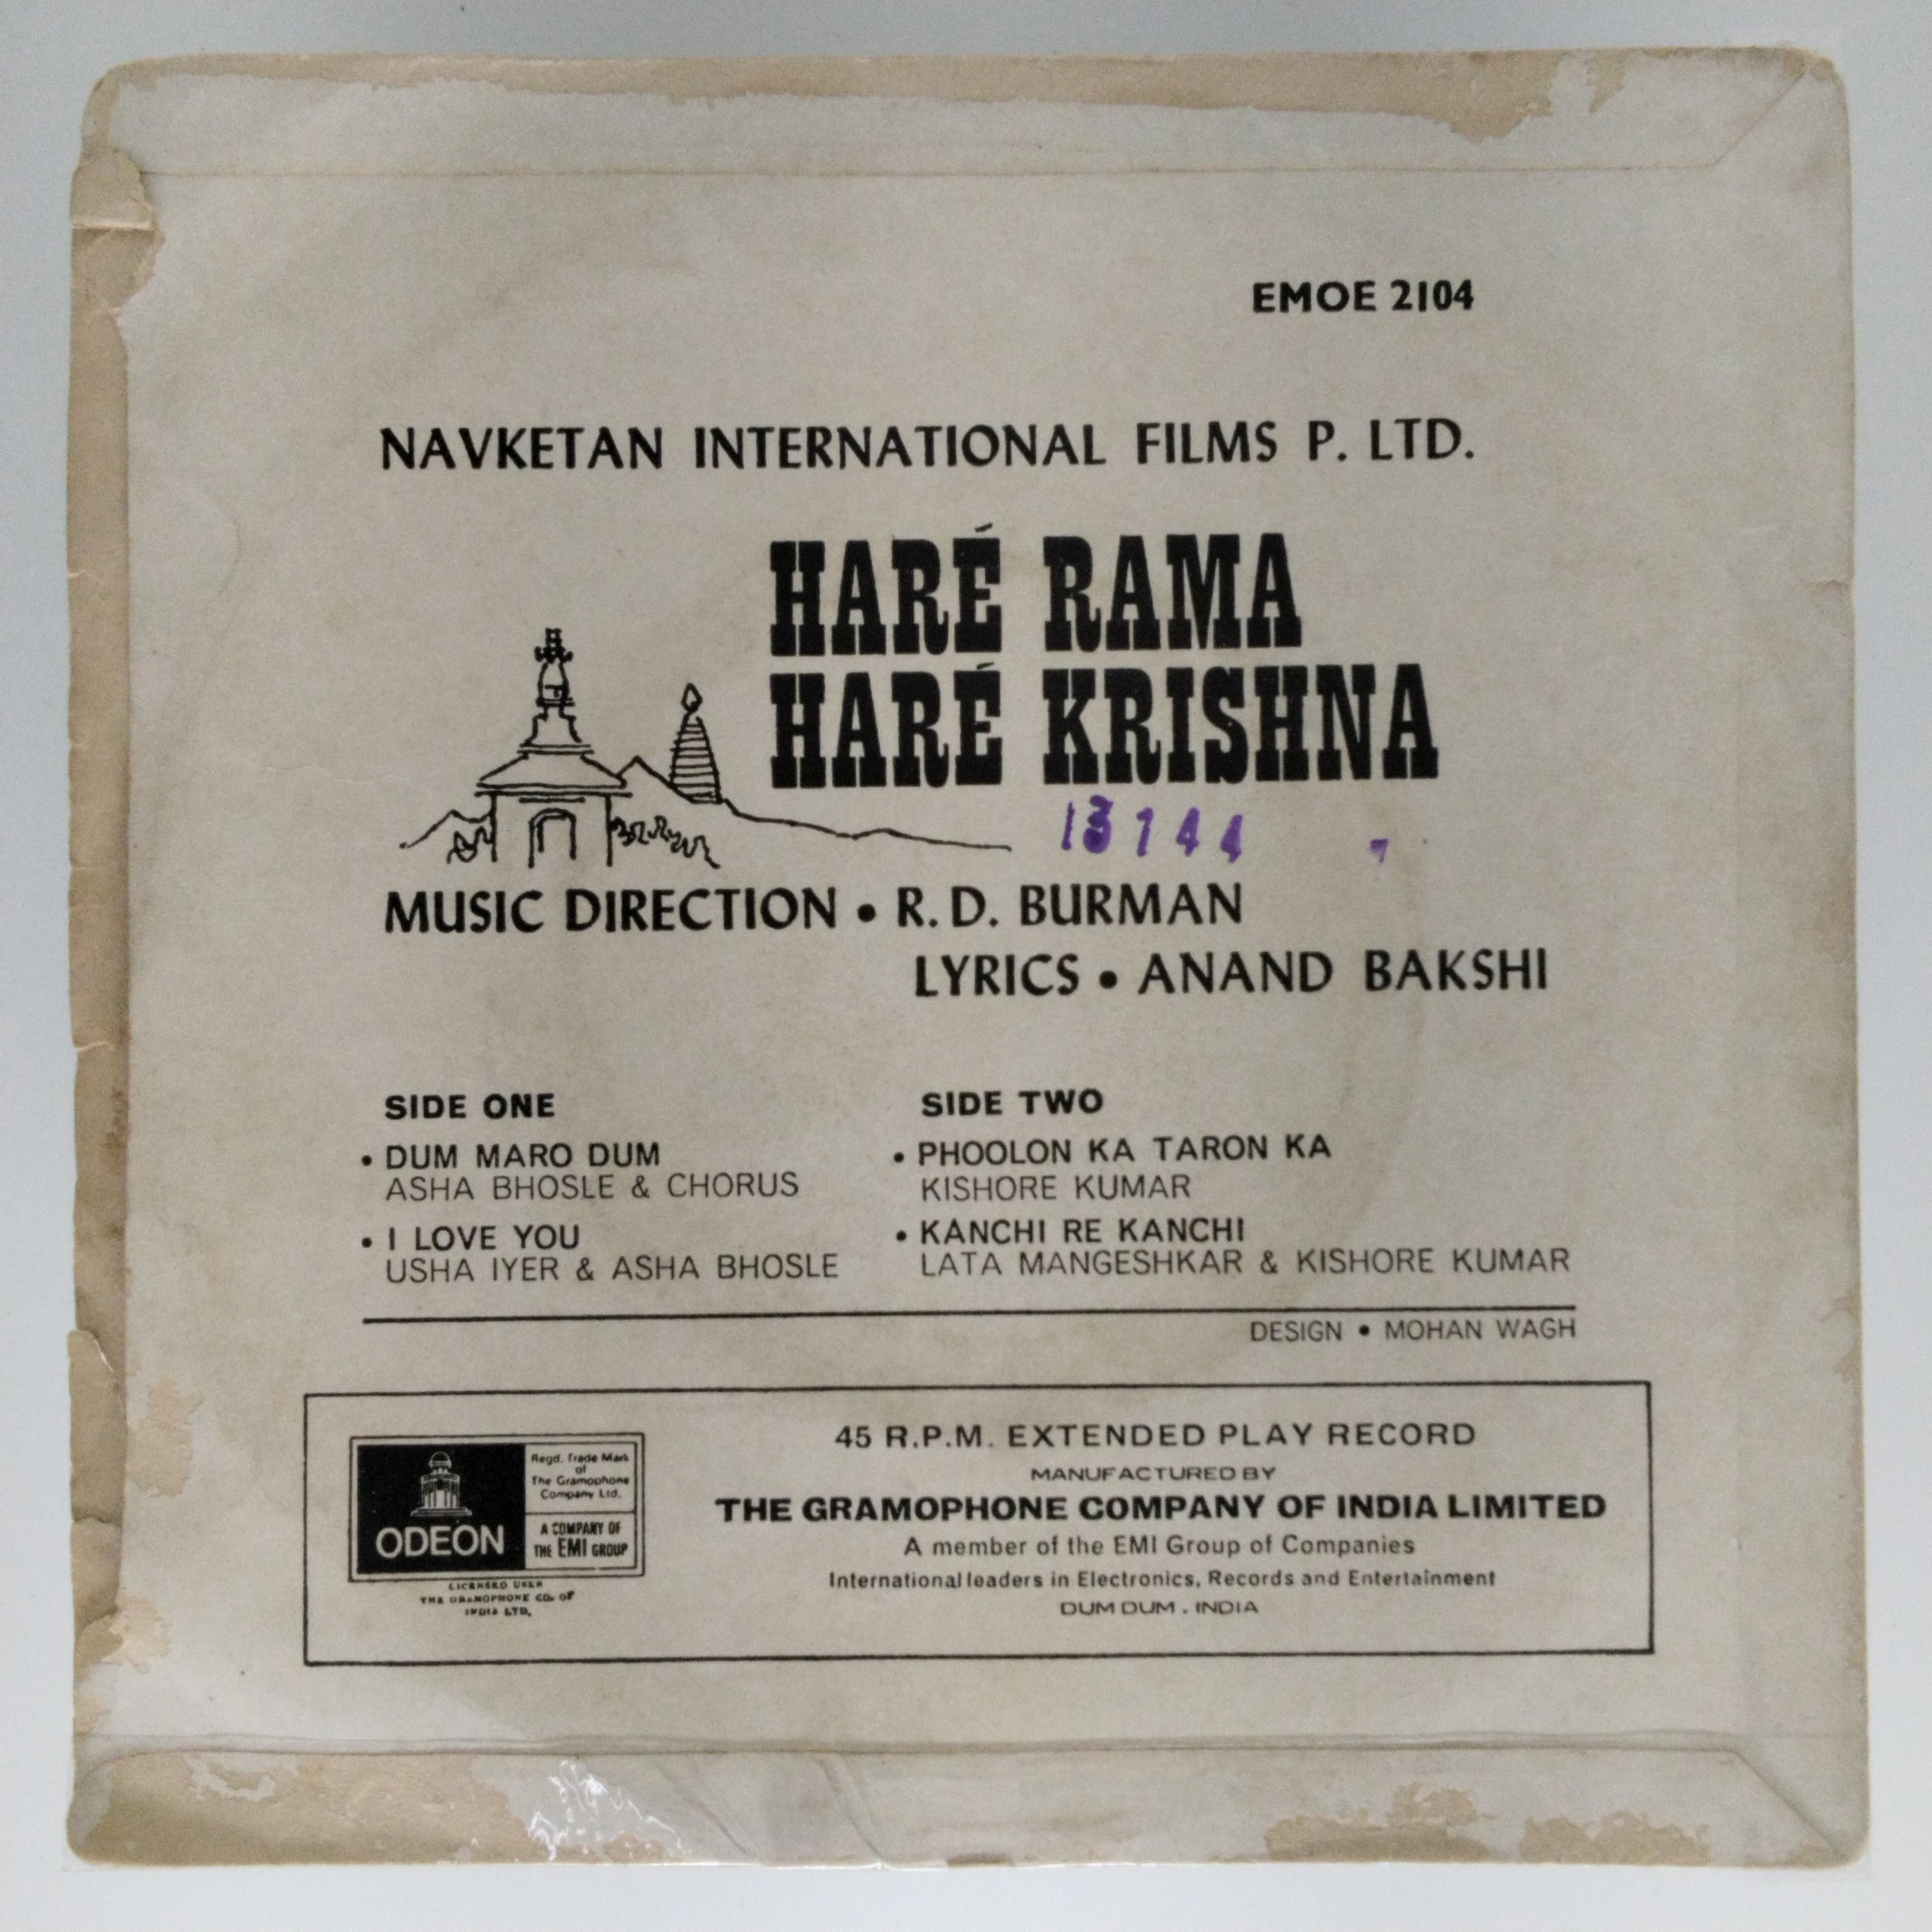 EMOE 2104
NAVKETAN INTERNATIONAL FILMS P. LTD.
HARÉ RAMA
HARÉ KRISHNA
13144
MUSIC DIRECTION • R. D. BURMAN
LYRICS • ANAND BAKSHI
SIDE ONE
• DUM MARO DUM
ASHA BHOSLE & CHORUS
• I LOVE YOU
USHA IYER & ASHA BHOSLE
SIDE TWO
• PHOOLON KA TARON KA
KISHORE KUMAR
• KANCHI RE KANCHI
LATA MANGESHKAR & KISHORE KUMAR
DESIGN • MOHAN WAGH
ODEON
Regd. Trade Mark
of
The Gramophone
Company Ltd.
A COMPANY OF
THE EMI GROUP
LICENSED USER
THE GRAMOPHONE CO. OF
INDIA LTD.
45 R.P.M. EXTENDED PLAY RECORD
MANUFACTURED BY
THE GRAMOPHONE COMPANY OF INDIA LIMITED
A member of the EMI Group of Companies
International leaders in Electronics, Records and Entertainment
DUM DUM . INDIA